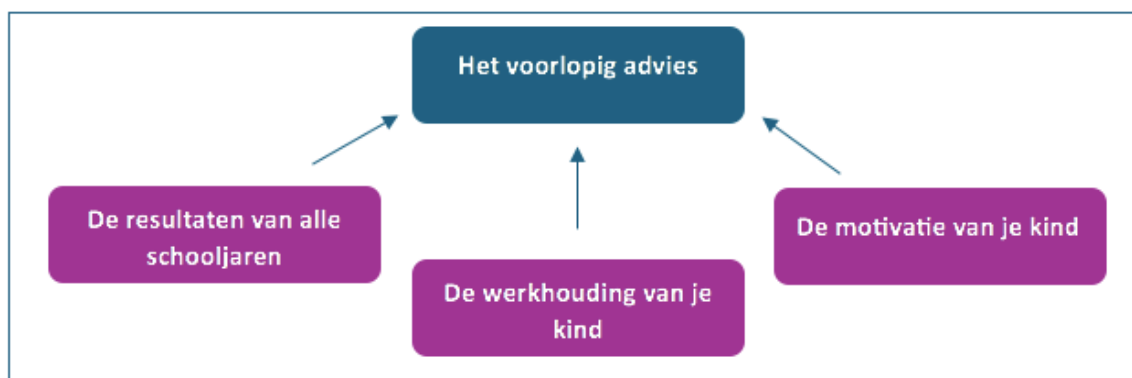 Het voorlopig advies
De resultaten van alle
schooljaren
De werkhouding van je
kind
De motivatie van je kind